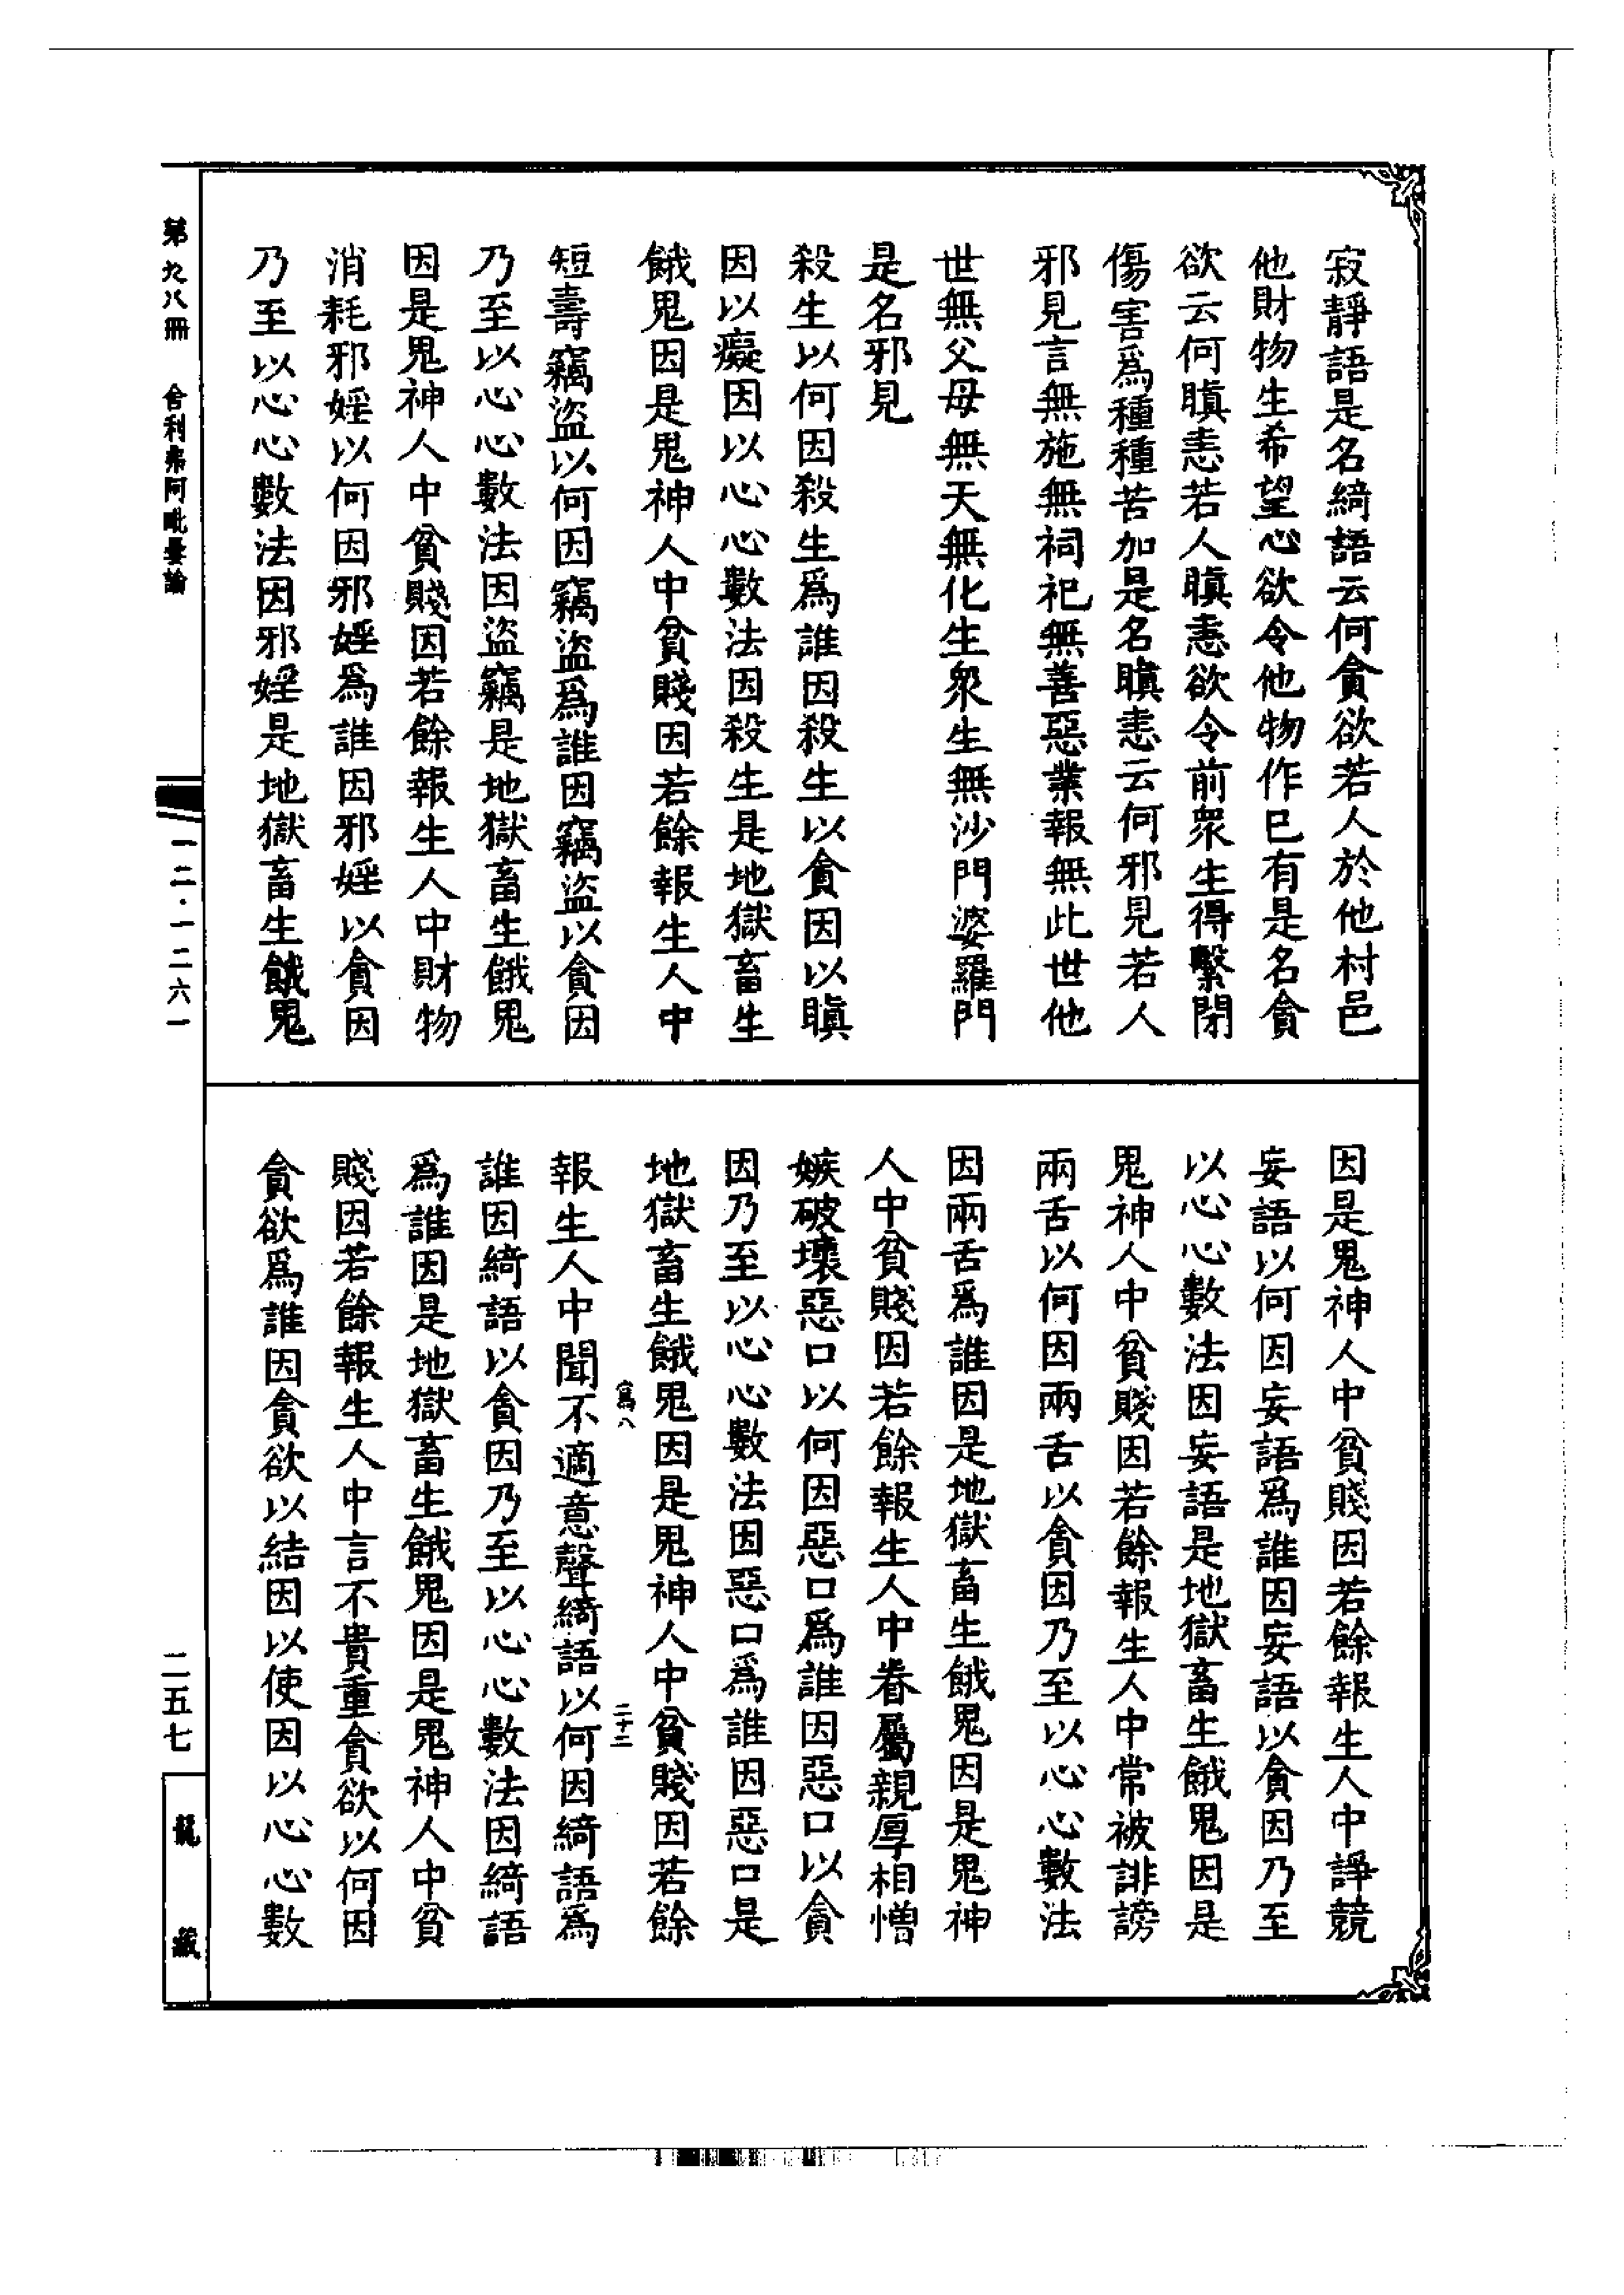 寂靜語是名綺語云何貪欲若人於他村邑
他財物生希望心欲令他物作已有是名貪
欲云何瞋恚若人瞋恚欲令前衆生得繫閉
傷害爲種種苦加是名瞋恚云何邪見若人
邪見言無施無祠祀無善惡業報無此世他
世無父母無天無化生衆生無沙門婆羅門
是名邪見
殺生以何因殺生爲誰因殺生以貪因以瞋
因以癡因以心心數法因殺生是地獄畜生
餓鬼因是鬼神人中貧賤因若餘報生人中
短壽竊盜以何因竊盜爲誰因竊盜以貪因
乃至以心心數法因盜竊是地獄畜生餓鬼
因是鬼神人中貧賤因若餘報生人中財物
消耗邪婬以何因邪婬爲誰因邪婬以貪因
乃至以心心數法因邪婬是地獄畜生餓鬼
因是鬼神人中貧賤因若餘報生人中諍競
妄語以何因妄語爲誰因妄語以貪因乃至
以心心數法因妄語是地獄畜生餓鬼因是
鬼神人中貧賤因若餘報生人中常被誹謗
兩舌以何因兩舌以貪因乃至以心心數法
因兩舌爲誰因是地獄畜生餓鬼因是鬼神
人中貧賤因若餘報生人中眷屬親厚相憎
嫉破壞惡口以何因惡口爲誰因惡口以貪
因乃至以心心數法因惡口爲誰因惡口是
地獄畜生餓鬼因是鬼神人中貧賤因若餘
寫八 二十二
報生人中聞不適意聲綺語以何因綺語爲
誰因綺語以貪因乃至以心心數法因綺語
爲誰因是地獄畜生餓鬼因是鬼神人中貧
賤因若餘報生人中言不貴重貪欲以何因
貪欲爲誰因貪欲以結因以使因以心心數
第九八冊 舍利弗阿毗曇論
一二·一二六一
二五七
龍藏